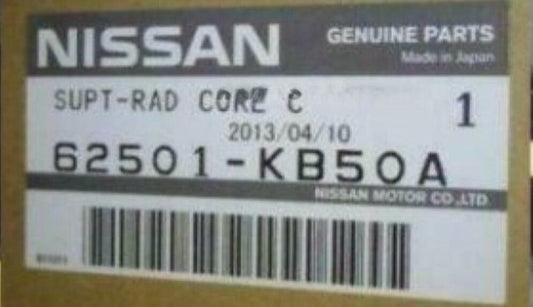 NISSAN
GENUINE PARTS
Made in Japan
SUPT-RAD CORE C
1
2013/04/10
62501-KB50A
NISSAN MOTOR CO.,LTD.